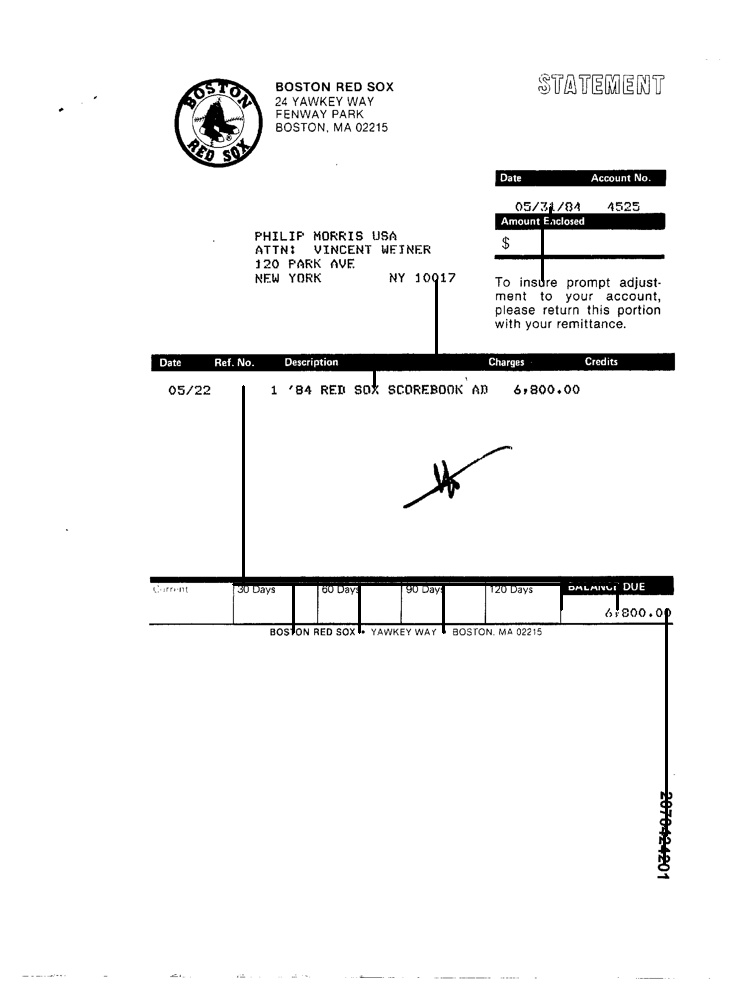 BOSTON
RED SOX
BOSTON RED SOX
24 YAWKEY WAY
FENWAY PARK
BOSTON, MA 02215
STATEMENT
Date Account No.
05/31/84 4525
Amount Enclosed
$
PHILIP MORRIS USA
ATTN: VINCENT WEINER
120 PARK AVE
NEW YORK NY 10017
To insure prompt adjust-
ment to your account,
please return this portion
with your remittance.
Date Ref. No. Description Charges Credits
05/22 1 '84 RED SOX SCOREBOOK AD 6,800.00
Current 30 Days 60 Days 90 Days 120 Days BALANCE DUE
6,800.00
BOSTON RED SOX • YAWKEY WAY • BOSTON, MA 02215
2070424201